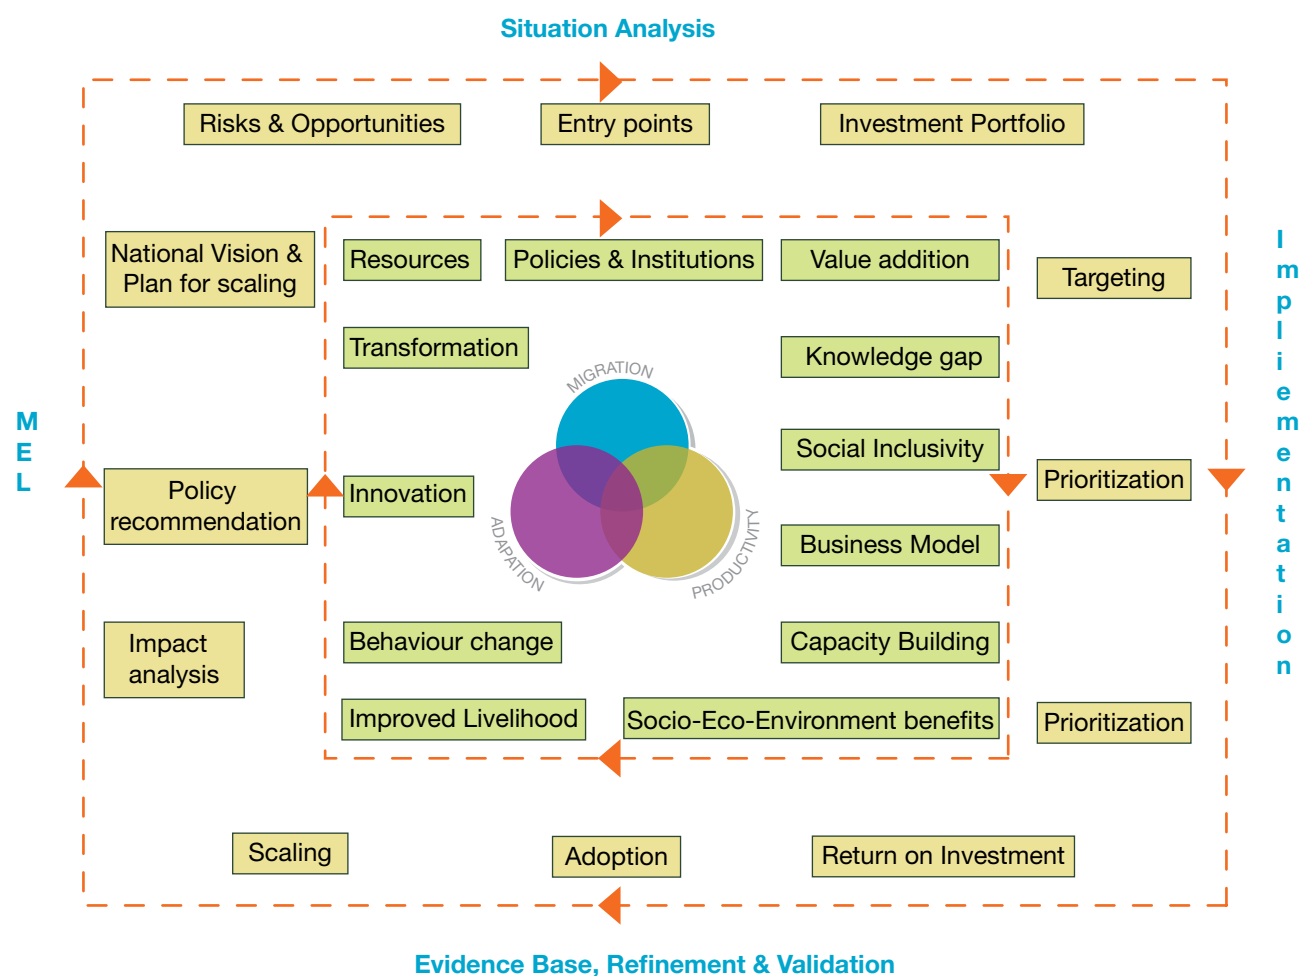 Situation Analysis
Risks & Opportunities
Entry points
Investment Portfolio
National Vision &
Plan for scaling
Resources
Policies & Institutions
Value addition
Targeting
Transformation
Knowledge gap
MIGRATION
ADAPATION
PRODUCTIVITY
Social Inclusivity
MEL
Policy
recommendation
Innovation
Prioritization
Impliementation
Business Model
Impact
analysis
Behaviour change
Capacity Building
Improved Livelihood
Socio-Eco-Environment benefits
Prioritization
Scaling
Adoption
Return on Investment
Evidence Base, Refinement & Validation